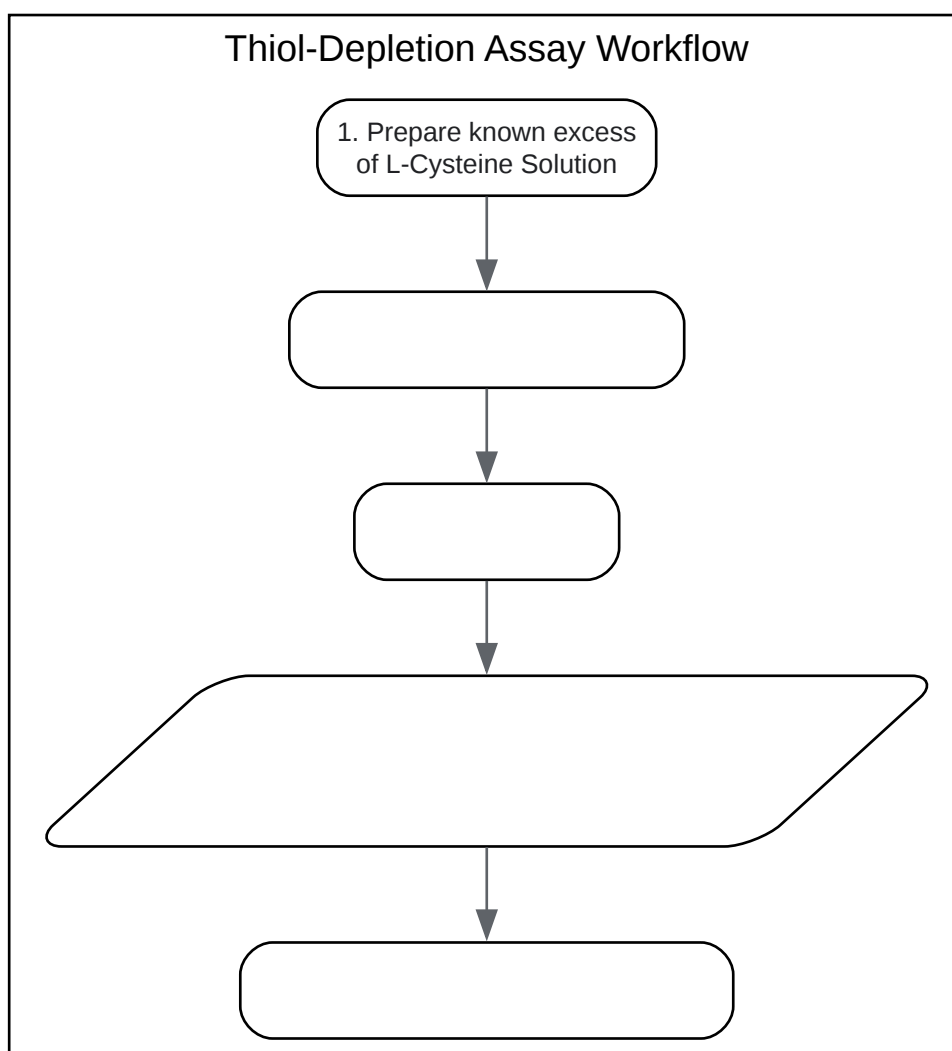 Thiol-Depletion Assay Workflow
1. Prepare known excess
of L-Cysteine Solution